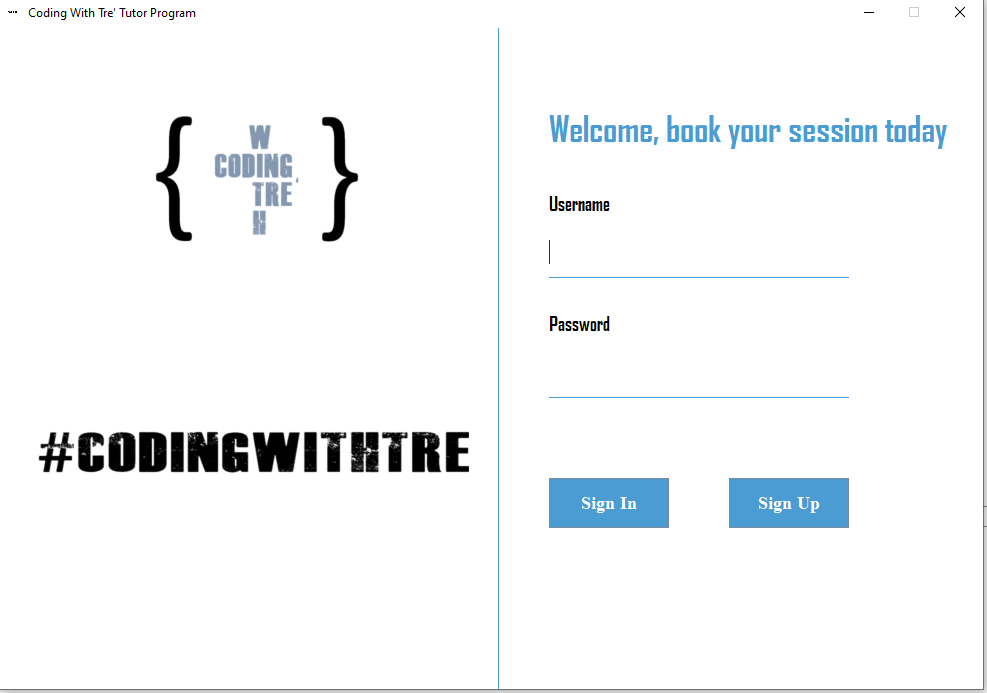 Coding With Tre' Tutor Program
{ W }
CODING
TRE'
H
#CODINGWITHTRE
Welcome, book your session today
Username
Password
Sign In
Sign Up